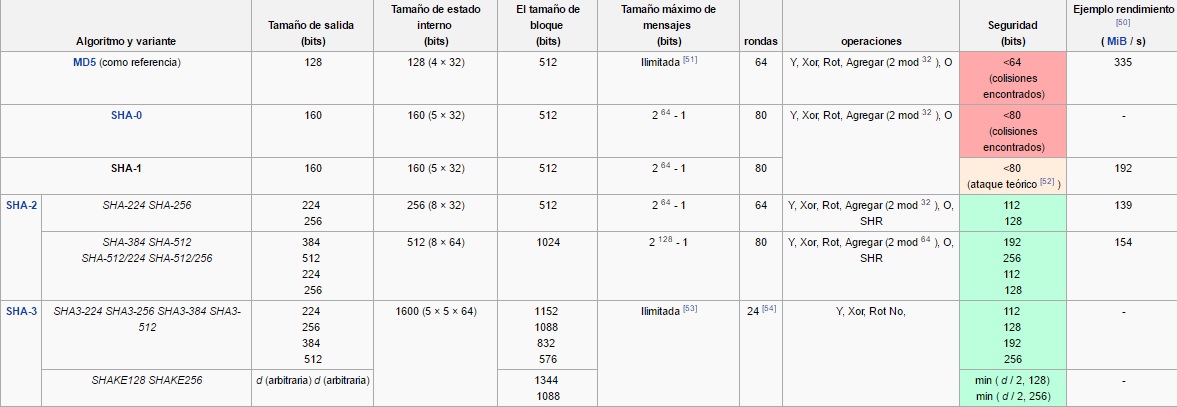 Algoritmo y variante
Tamaño de salida
(bits)
Tamaño de estado
interno
(bits)
El tamaño de
bloque
(bits)
Tamaño máximo de
mensajes
(bits)
rondas
operaciones
Seguridad
(bits)
Ejemplo rendimiento
[50]
( MiB / s)
MD5 (como referencia)
128
128 (4 × 32)
512
Ilimitada [51]
64
Y, Xor, Rot, Agregar (2 mod 32 ), O
<64
(colisiones
encontrados)
335
SHA-0
160
160 (5 × 32)
512
2 64 - 1
80
Y, Xor, Rot, Agregar (2 mod 32 ), O
<80
(colisiones
encontrados)
-
SHA-1
160
160 (5 × 32)
512
2 64 - 1
80
<80
(ataque teórico [52] )
192
SHA-2
SHA-224 SHA-256
224
256
256 (8 × 32)
512
2 64 - 1
64
Y, Xor, Rot, Agregar (2 mod 32 ), O,
SHR
112
128
139
SHA-384 SHA-512
SHA-512/224 SHA-512/256
384
512
224
256
512 (8 × 64)
1024
2 128 - 1
80
Y, Xor, Rot, Agregar (2 mod 64 ), O,
SHR
192
256
112
128
154
SHA-3
SHA3-224 SHA3-256 SHA3-384 SHA3-
512
224
256
384
512
1600 (5 × 5 × 64)
1152
1088
832
576
Ilimitada [53]
24 [54]
Y, Xor, Rot No,
112
128
192
256
-
SHAKE128 SHAKE256
d (arbitraria) d (arbitraria)
1344
1088
min ( d / 2, 128)
min ( d / 2, 256)
-